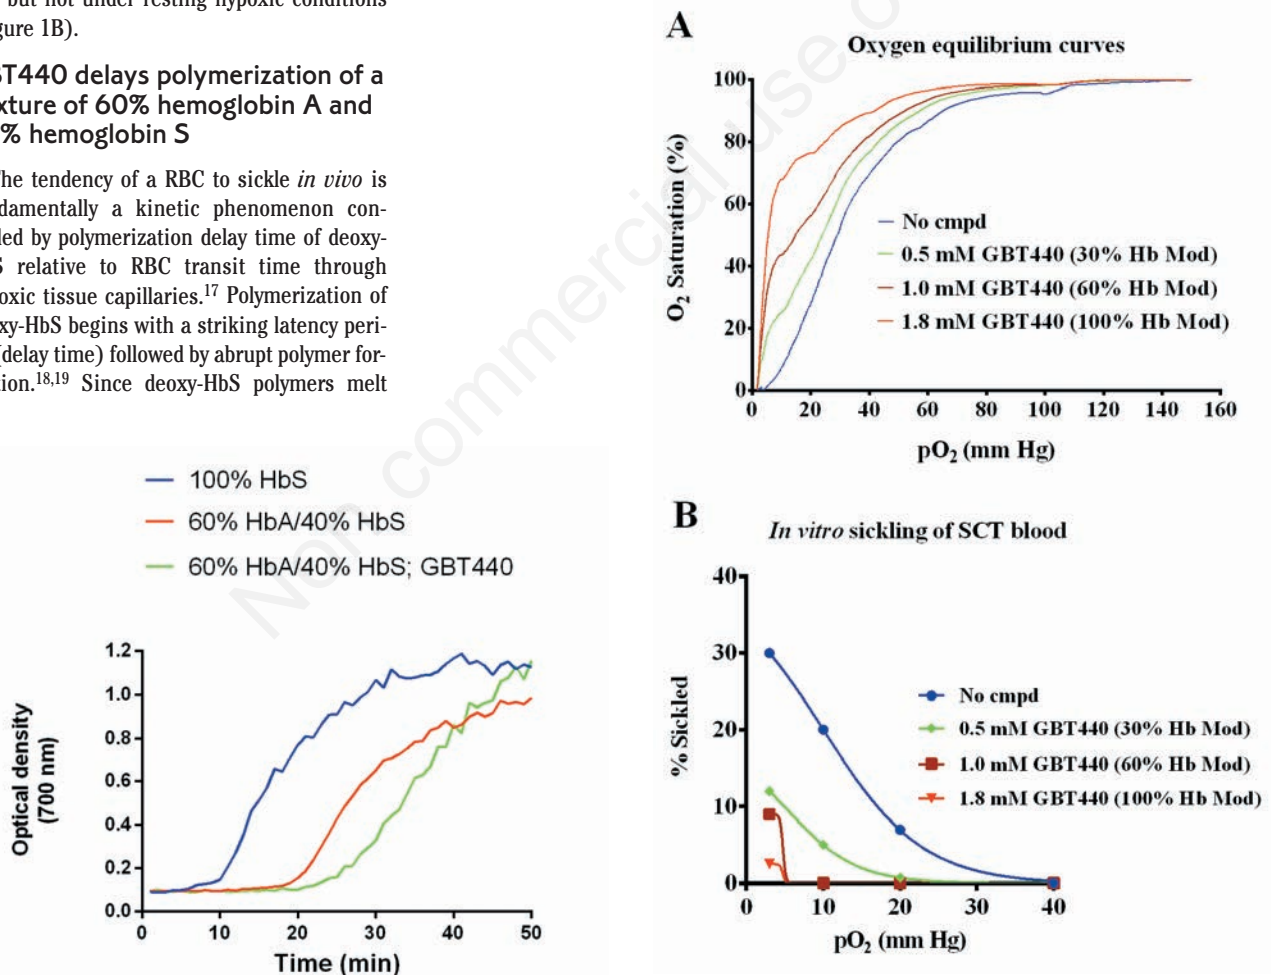 but not under resting hypoxic conditions
gure 1B).
BT440 delays polymerization of a
xture of 60% hemoglobin A and
% hemoglobin S
he tendency of a RBC to sickle in vivo is
damentally a kinetic phenomenon con-
led by polymerization delay time of deoxy-
S relative to RBC transit time through
oxic tissue capillaries.17 Polymerization of
xy-HbS begins with a striking latency peri-
(delay time) followed by abrupt polymer for-
tion.18,19 Since deoxy-HbS polymers melt
100% HbS
60% HbA/40% HbS
60% HbA/40% HbS; GBT440
Optical density
(700 nm)
1.2
1.0
0.8
0.6
0.4
0.2
0.0
0 10 20 30 40 50
Time (min)
A
Oxygen equilibrium curves
O2 Saturation (%)
100
80
60
40
20
0
No cmpd
0.5 mM GBT440 (30% Hb Mod)
1.0 mM GBT440 (60% Hb Mod)
1.8 mM GBT440 (100% Hb Mod)
0 20 40 60 80 100 120 140 160
pO2 (mm Hg)
B
In vitro sickling of SCT blood
% Sickled
40
30
20
10
0
No cmpd
0.5 mM GBT440 (30% Hb Mod)
1.0 mM GBT440 (60% Hb Mod)
1.8 mM GBT440 (100% Hb Mod)
0 10 20 30 40
pO2 (mm Hg)
Non commercial use o